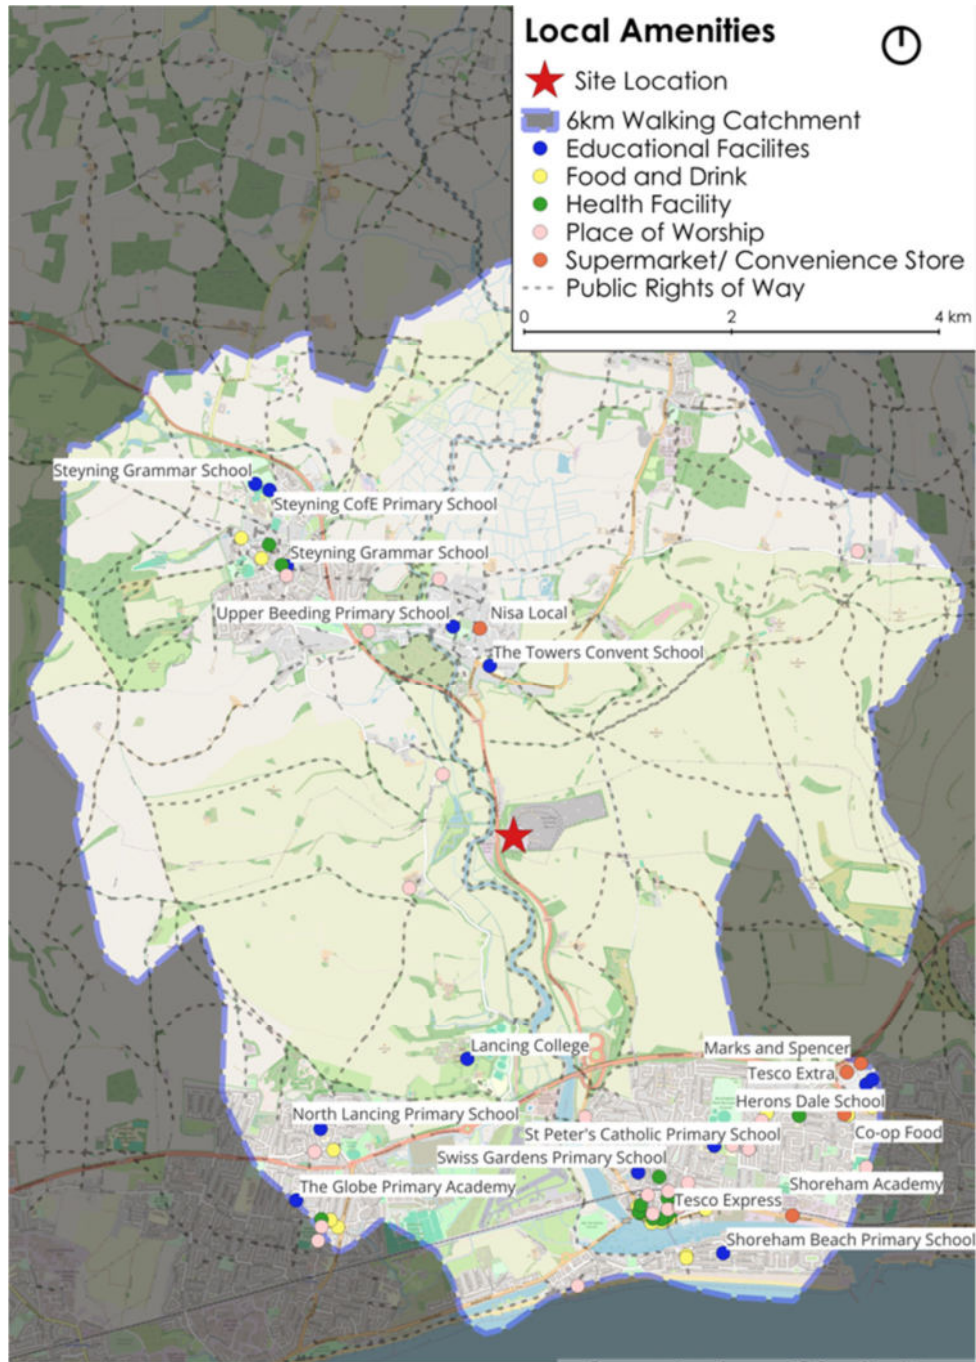 Local Amenities
Site Location
6km Walking Catchment
Educational Facilites
Food and Drink
Health Facility
Place of Worship
Supermarket/ Convenience Store
Public Rights of Way
0 2 4 km
Steyning Grammar School
Steyning CofE Primary School
Steyning Grammar School
Upper Beeding Primary School
Nisa Local
The Towers Convent School
Lancing College
Marks and Spencer
Tesco Extra
Herons Dale School
North Lancing Primary School
St Peter's Catholic Primary School
Co-op Food
Swiss Gardens Primary School
The Globe Primary Academy
Shoreham Academy
Tesco Express
Shoreham Beach Primary School